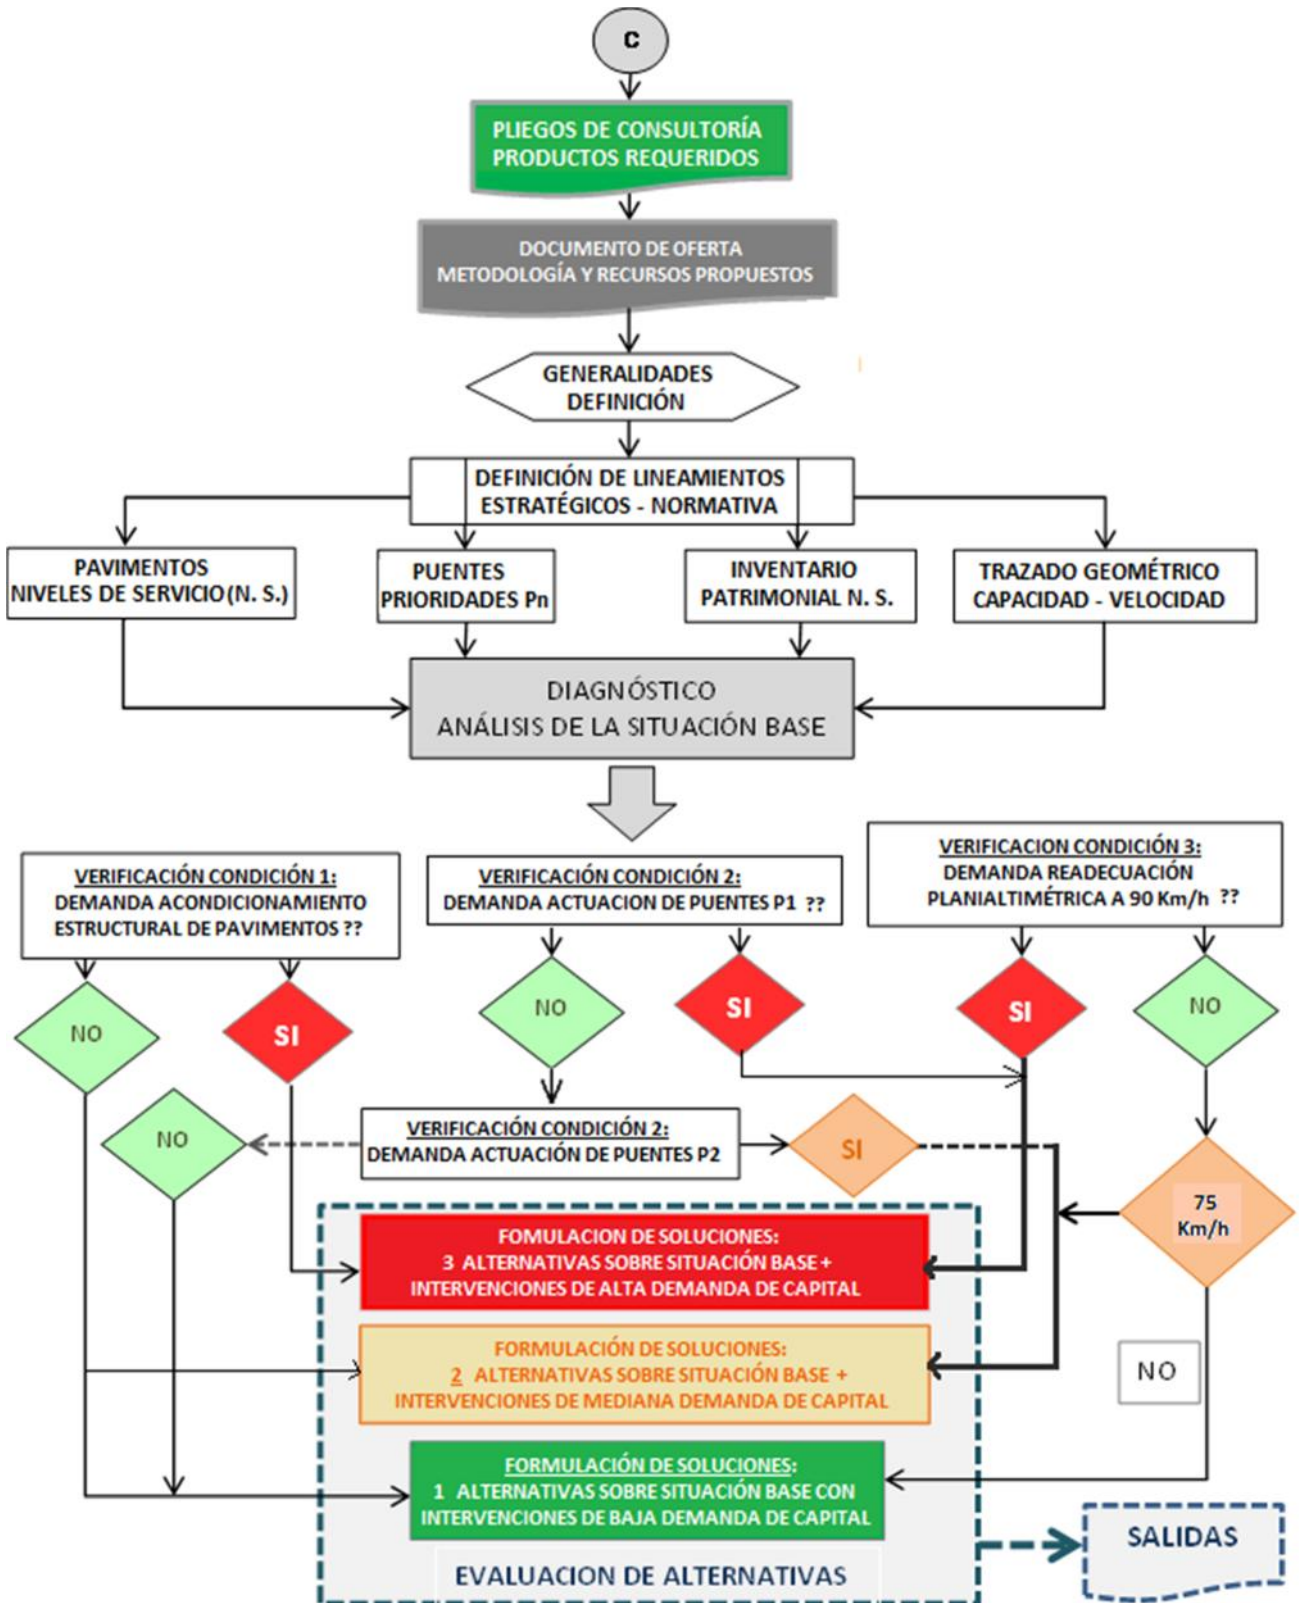 C
PLIEGOS DE CONSULTORÍA
PRODUCTOS REQUERIDOS
DOCUMENTO DE OFERTA
METODOLOGÍA Y RECURSOS PROPUESTOS
GENERALIDADES
DEFINICIÓN
DEFINICIÓN DE LINEAMIENTOS
ESTRATÉGICOS - NORMATIVA
PAVIMENTOS
NIVELES DE SERVICIO (N. S.)
PUENTES
PRIORIDADES Pn
INVENTARIO
PATRIMONIAL N. S.
TRAZADO GEOMÉTRICO
CAPACIDAD - VELOCIDAD
DIAGNÓSTICO
ANÁLISIS DE LA SITUACIÓN BASE
VERIFICACIÓN CONDICIÓN 1:
DEMANDA ACONDICIONAMIENTO
ESTRUCTURAL DE PAVIMENTOS ??
VERIFICACIÓN CONDICIÓN 2:
DEMANDA ACTUACION DE PUENTES P1 ??
VERIFICACION CONDICIÓN 3:
DEMANDA READECUACIÓN
PLANIALTIMÉTRICA A 90 Km/h ??
NO
SI
NO
SI
SI
NO
NO
VERIFICACIÓN CONDICIÓN 2:
DEMANDA ACTUACIÓN DE PUENTES P2
SI
75
Km/h
FOMULACION DE SOLUCIONES:
3 ALTERNATIVAS SOBRE SITUACIÓN BASE +
INTERVENCIONES DE ALTA DEMANDA DE CAPITAL
FORMULACIÓN DE SOLUCIONES:
2 ALTERNATIVAS SOBRE SITUACIÓN BASE +
INTERVENCIONES DE MEDIANA DEMANDA DE CAPITAL
NO
FORMULACIÓN DE SOLUCIONES:
1 ALTERNATIVAS SOBRE SITUACIÓN BASE CON
INTERVENCIONES DE BAJA DEMANDA DE CAPITAL
EVALUACION DE ALTERNATIVAS
SALIDAS